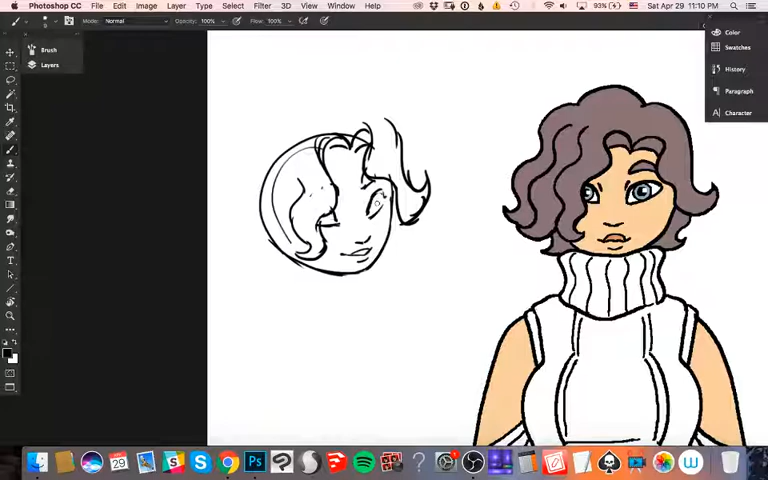 Photoshop CC File Edit Image Layer Type Select Filter 3D View Window Help 93% Sat Apr 29 11:10 PM
Mode: Normal Opacity: 100% Flow: 100%
Brush
Layers
Color
Swatches
History
Paragraph
Character